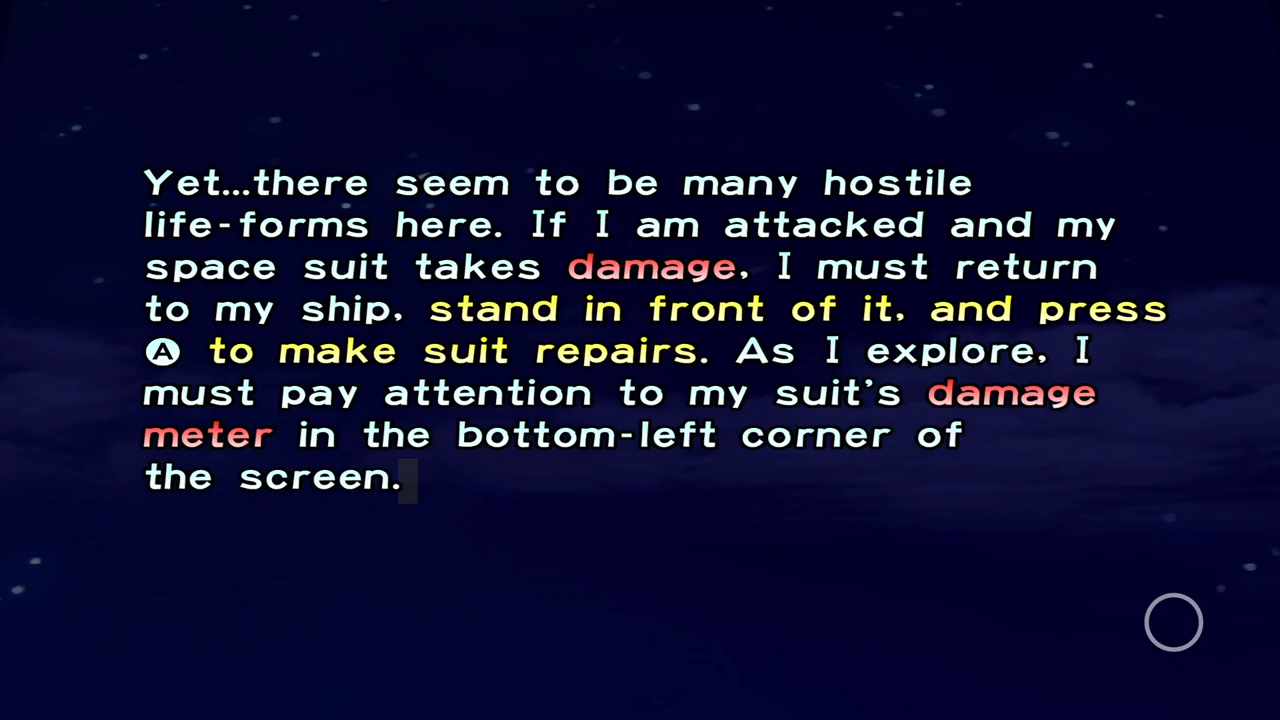 Yet...there seem to be many hostile
life-forms here. If I am attacked and my
space suit takes damage, I must return
to my ship, stand in front of it, and press
A to make suit repairs. As I explore, I
must pay attention to my suit's damage
meter in the bottom-left corner of
the screen.